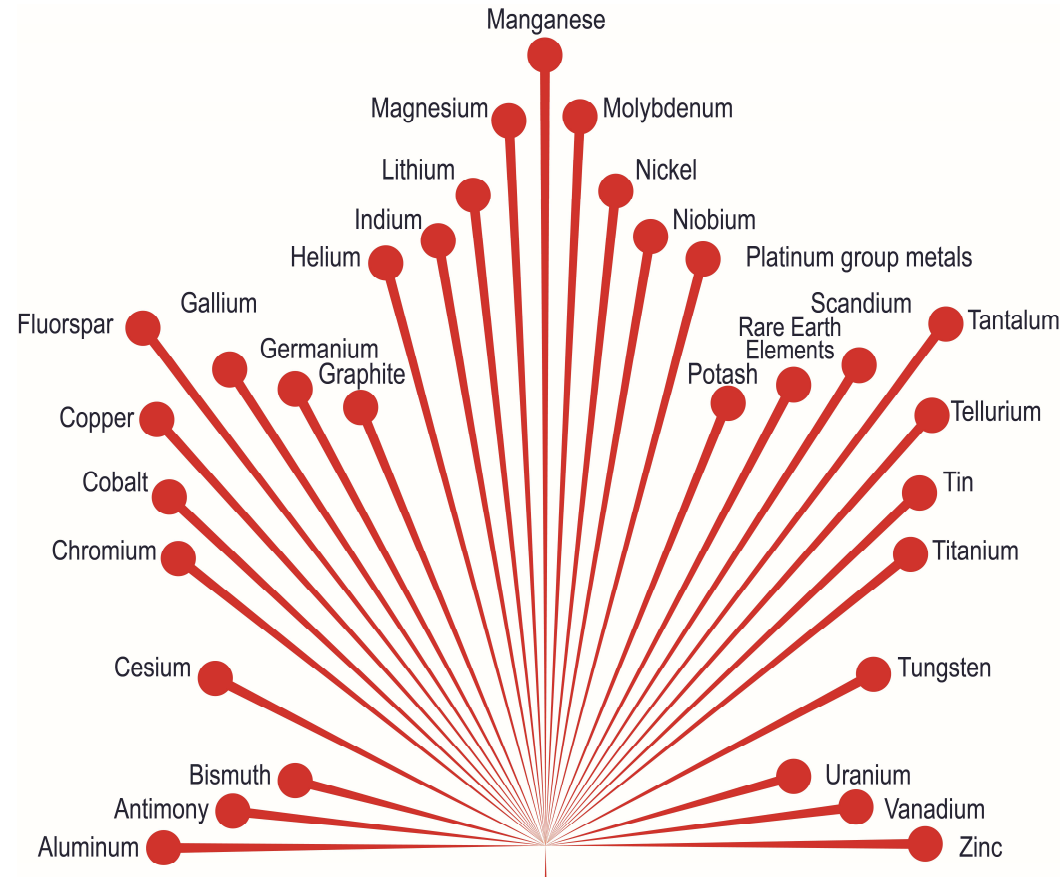 Manganese
Magnesium
Molybdenum
Lithium
Nickel
Indium
Niobium
Helium
Platinum group metals
Gallium
Scandium
Fluorspar
Tantalum
Rare Earth
Elements
Germanium
Graphite
Potash
Copper
Tellurium
Cobalt
Tin
Chromium
Titanium
Cesium
Tungsten
Bismuth
Uranium
Antimony
Vanadium
Aluminum
Zinc